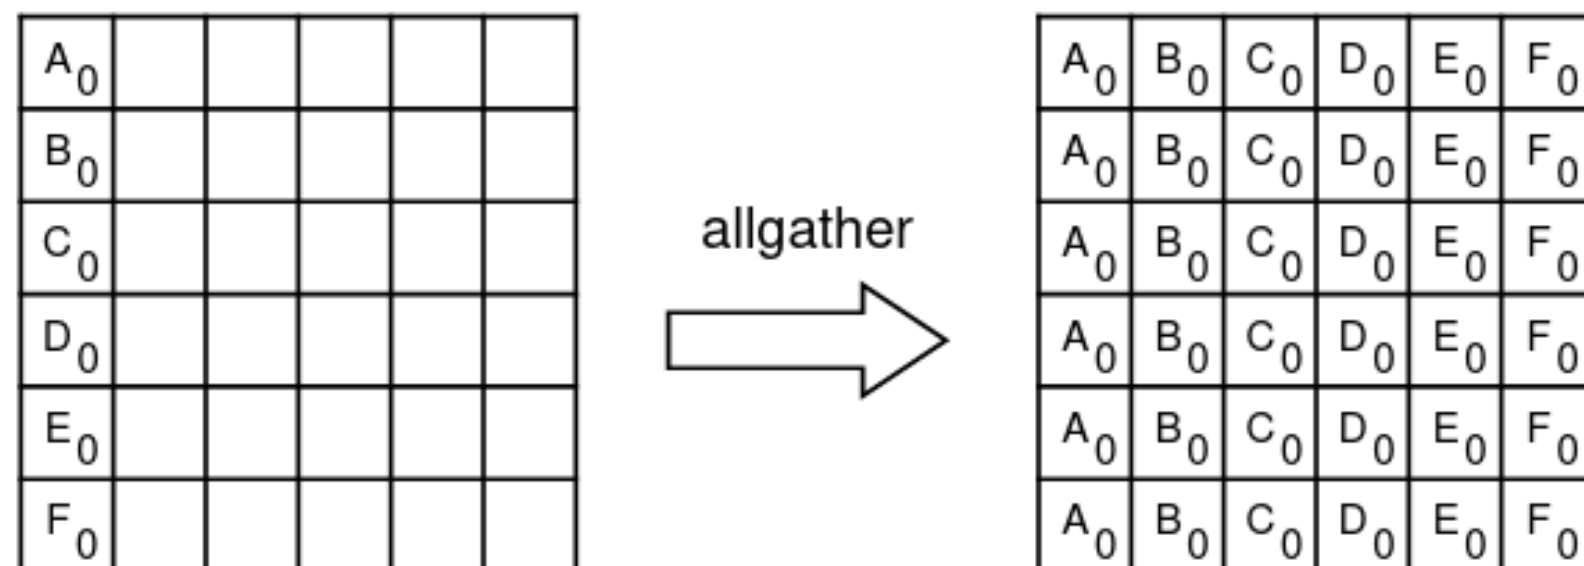 A₀
B₀
C₀
D₀
E₀
F₀
allgather
A₀ B₀ C₀ D₀ E₀ F₀
A₀ B₀ C₀ D₀ E₀ F₀
A₀ B₀ C₀ D₀ E₀ F₀
A₀ B₀ C₀ D₀ E₀ F₀
A₀ B₀ C₀ D₀ E₀ F₀
A₀ B₀ C₀ D₀ E₀ F₀